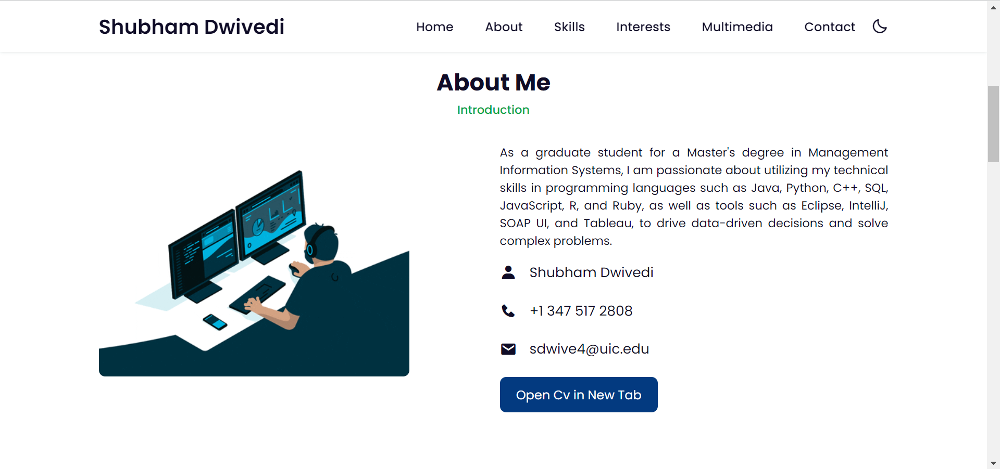 Shubham Dwivedi
Home About Skills Interests Multimedia Contact
About Me
Introduction
As a graduate student for a Master's degree in Management
Information Systems, I am passionate about utilizing my technical
skills in programming languages such as Java, Python, C++, SQL,
JavaScript, R, and Ruby, as well as tools such as Eclipse, IntelliJ,
SOAP UI, and Tableau, to drive data-driven decisions and solve
complex problems.
Shubham Dwivedi
+1 347 517 2808
sdwive4@uic.edu
Open Cv in New Tab